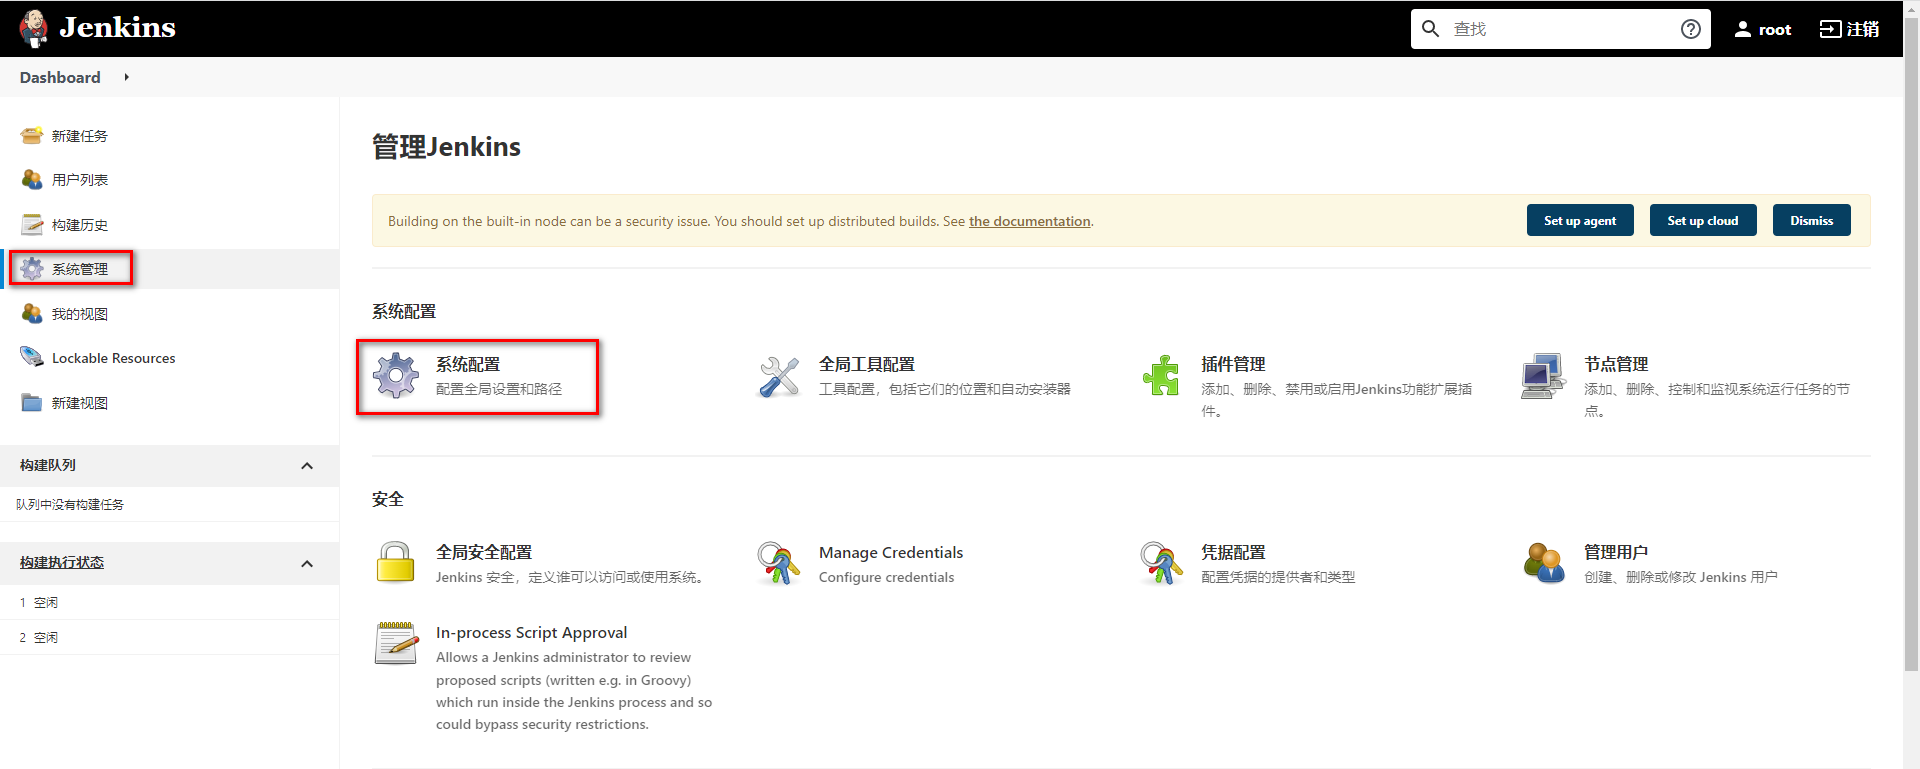 Jenkins
查找
root
注销
Dashboard
新建任务
用户列表
构建历史
系统管理
我的视图
Lockable Resources
新建视图
构建队列
队列中没有构建任务
构建执行状态
1 空闲
2 空闲
管理Jenkins
Building on the built-in node can be a security issue. You should set up distributed builds. See the documentation.
Set up agent
Set up cloud
Dismiss
系统配置
系统配置
配置全局设置和路径
全局工具配置
工具配置，包括它们的位置和自动安装器
插件管理
添加、删除、禁用或启用Jenkins功能扩展插
件。
节点管理
添加、删除、控制和监视系统运行任务的节
点。
安全
全局安全配置
Jenkins 安全，定义谁可以访问或使用系统。
Manage Credentials
Configure credentials
凭据配置
配置凭据的提供者和类型
管理用户
创建、删除或修改 Jenkins 用户
In-process Script Approval
Allows a Jenkins administrator to review
proposed scripts (written e.g. in Groovy)
which run inside the Jenkins process and so
could bypass security restrictions.